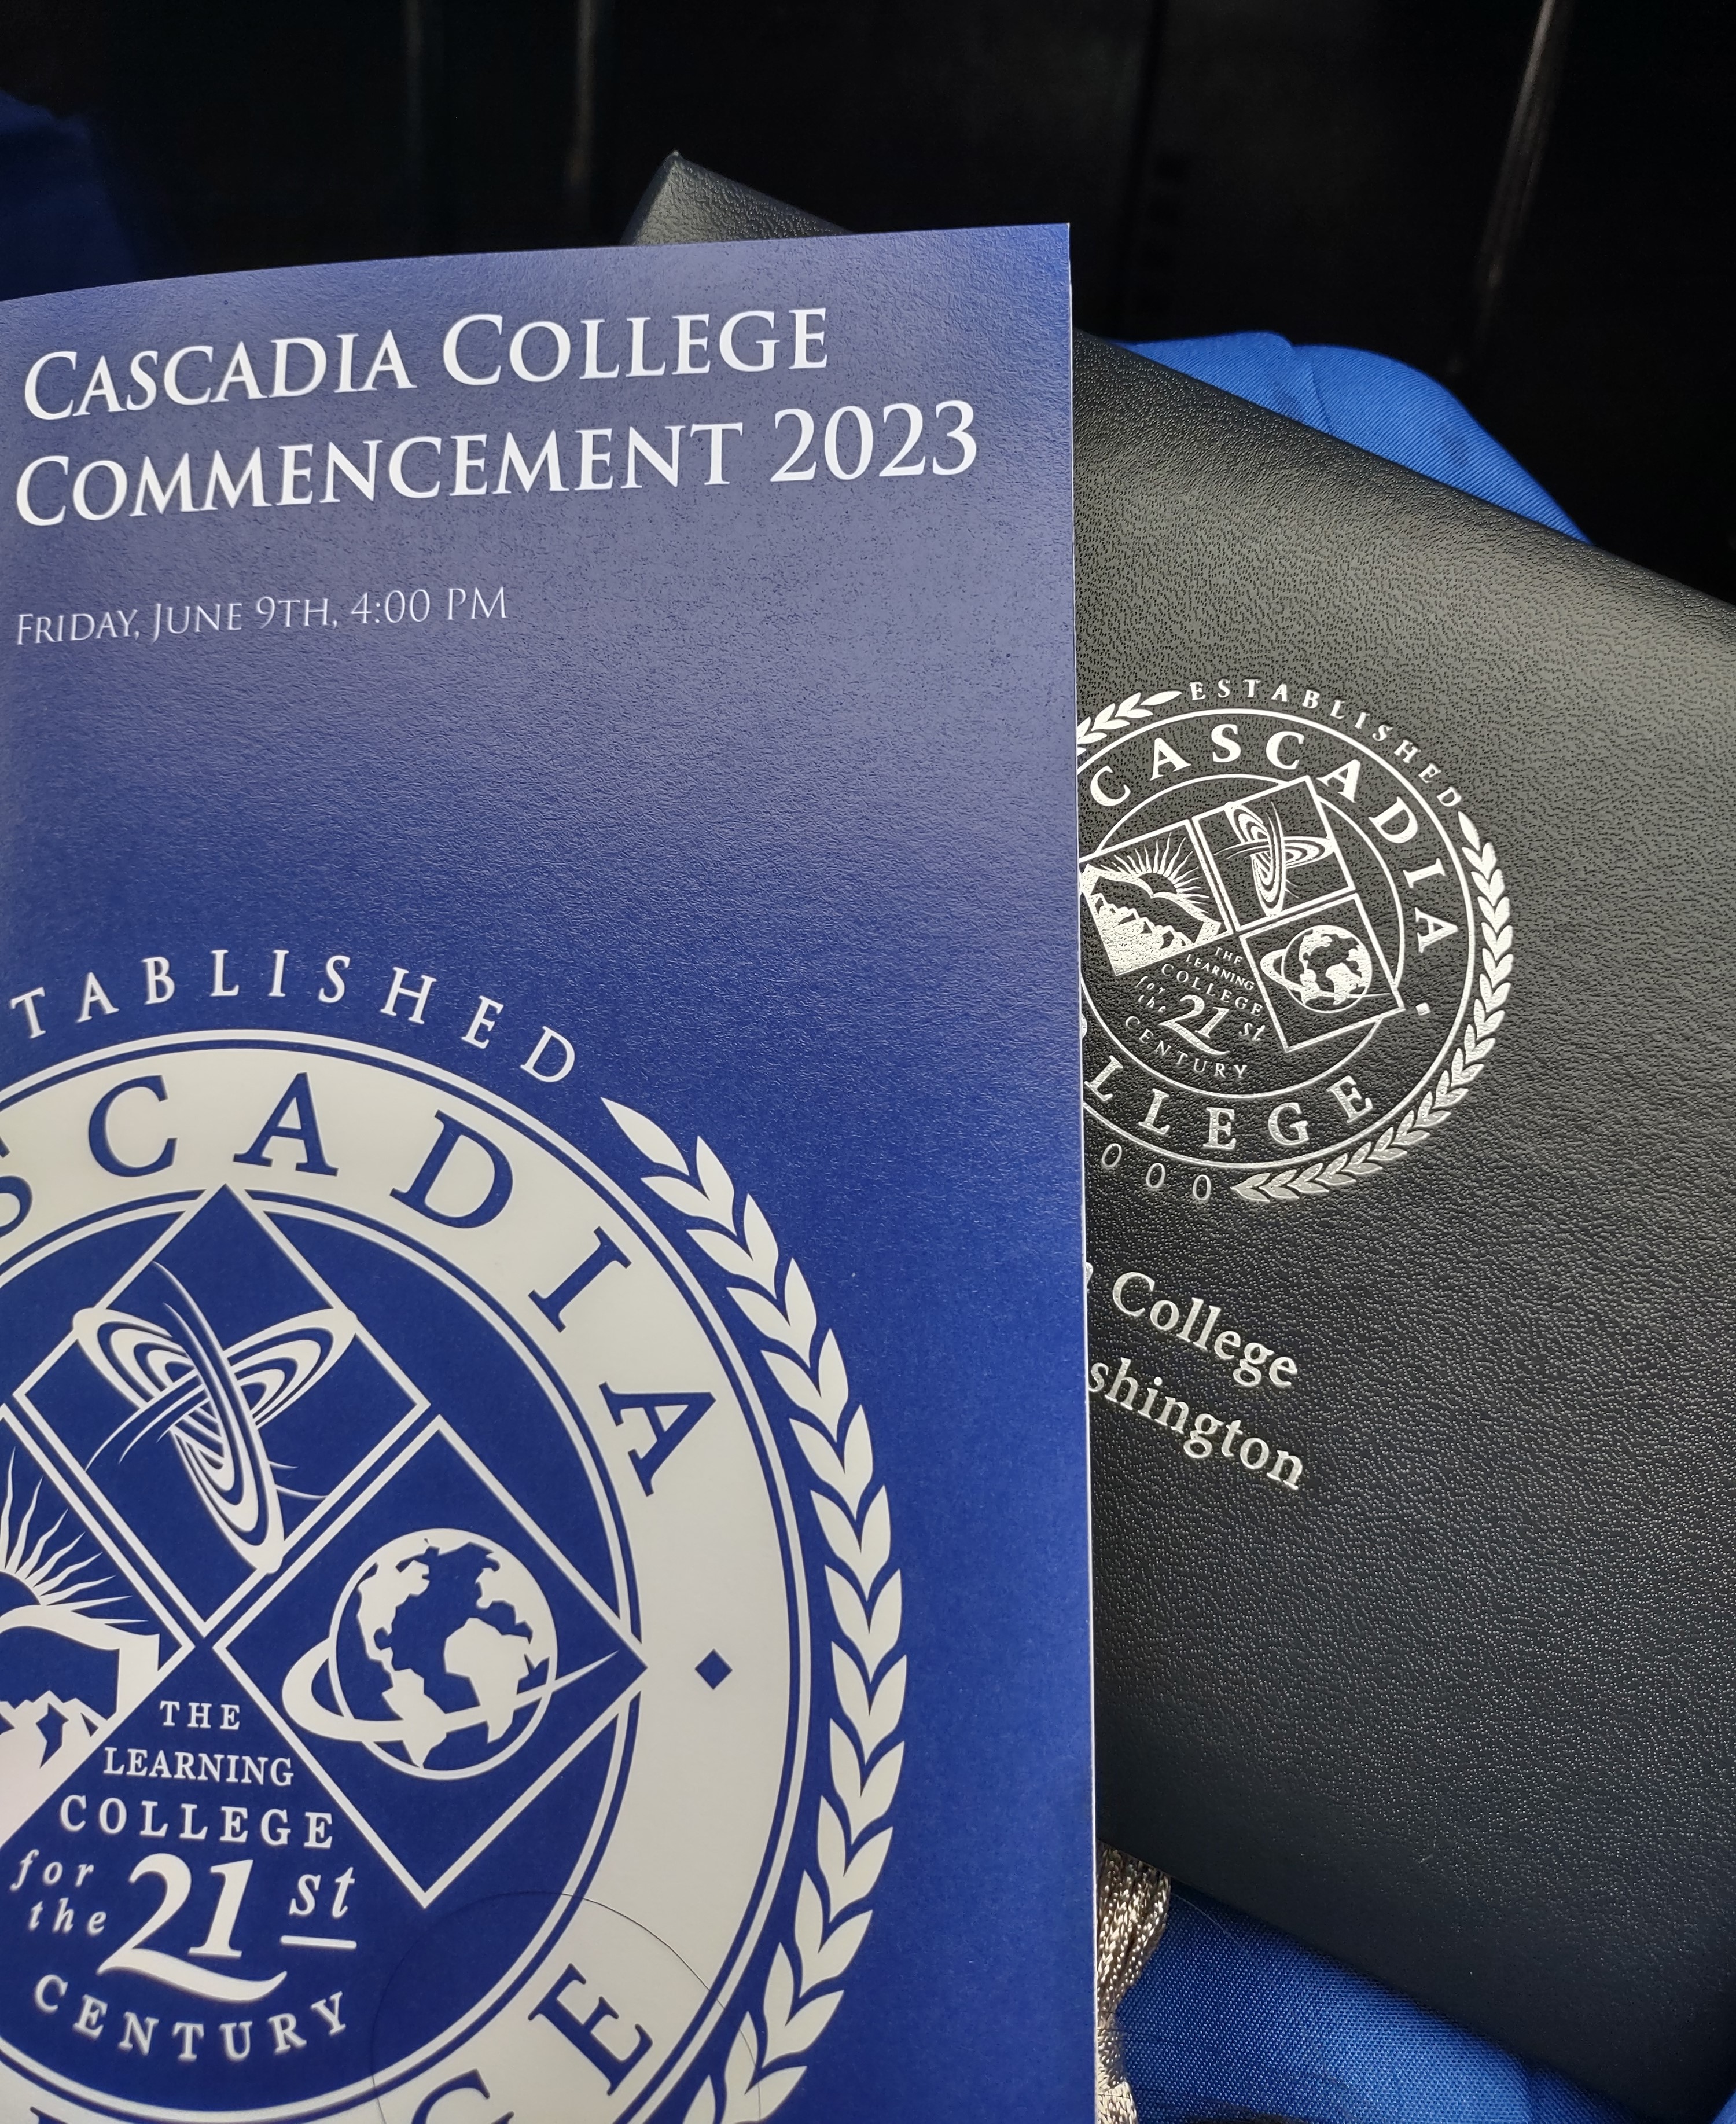 CASCADIA COLLEGE
COMMENCEMENT 2023
FRIDAY, JUNE 9TH, 4:00 PM
TABLISHED
SCADIA
THE
LEARNING
COLLEGE
for
the
21st
CENTURY
GE
ESTABLISHED
CASCADIA
THE
LEARNING
COLLEGE
for
the
21st
CENTURY
LLEGE
000
College
shington